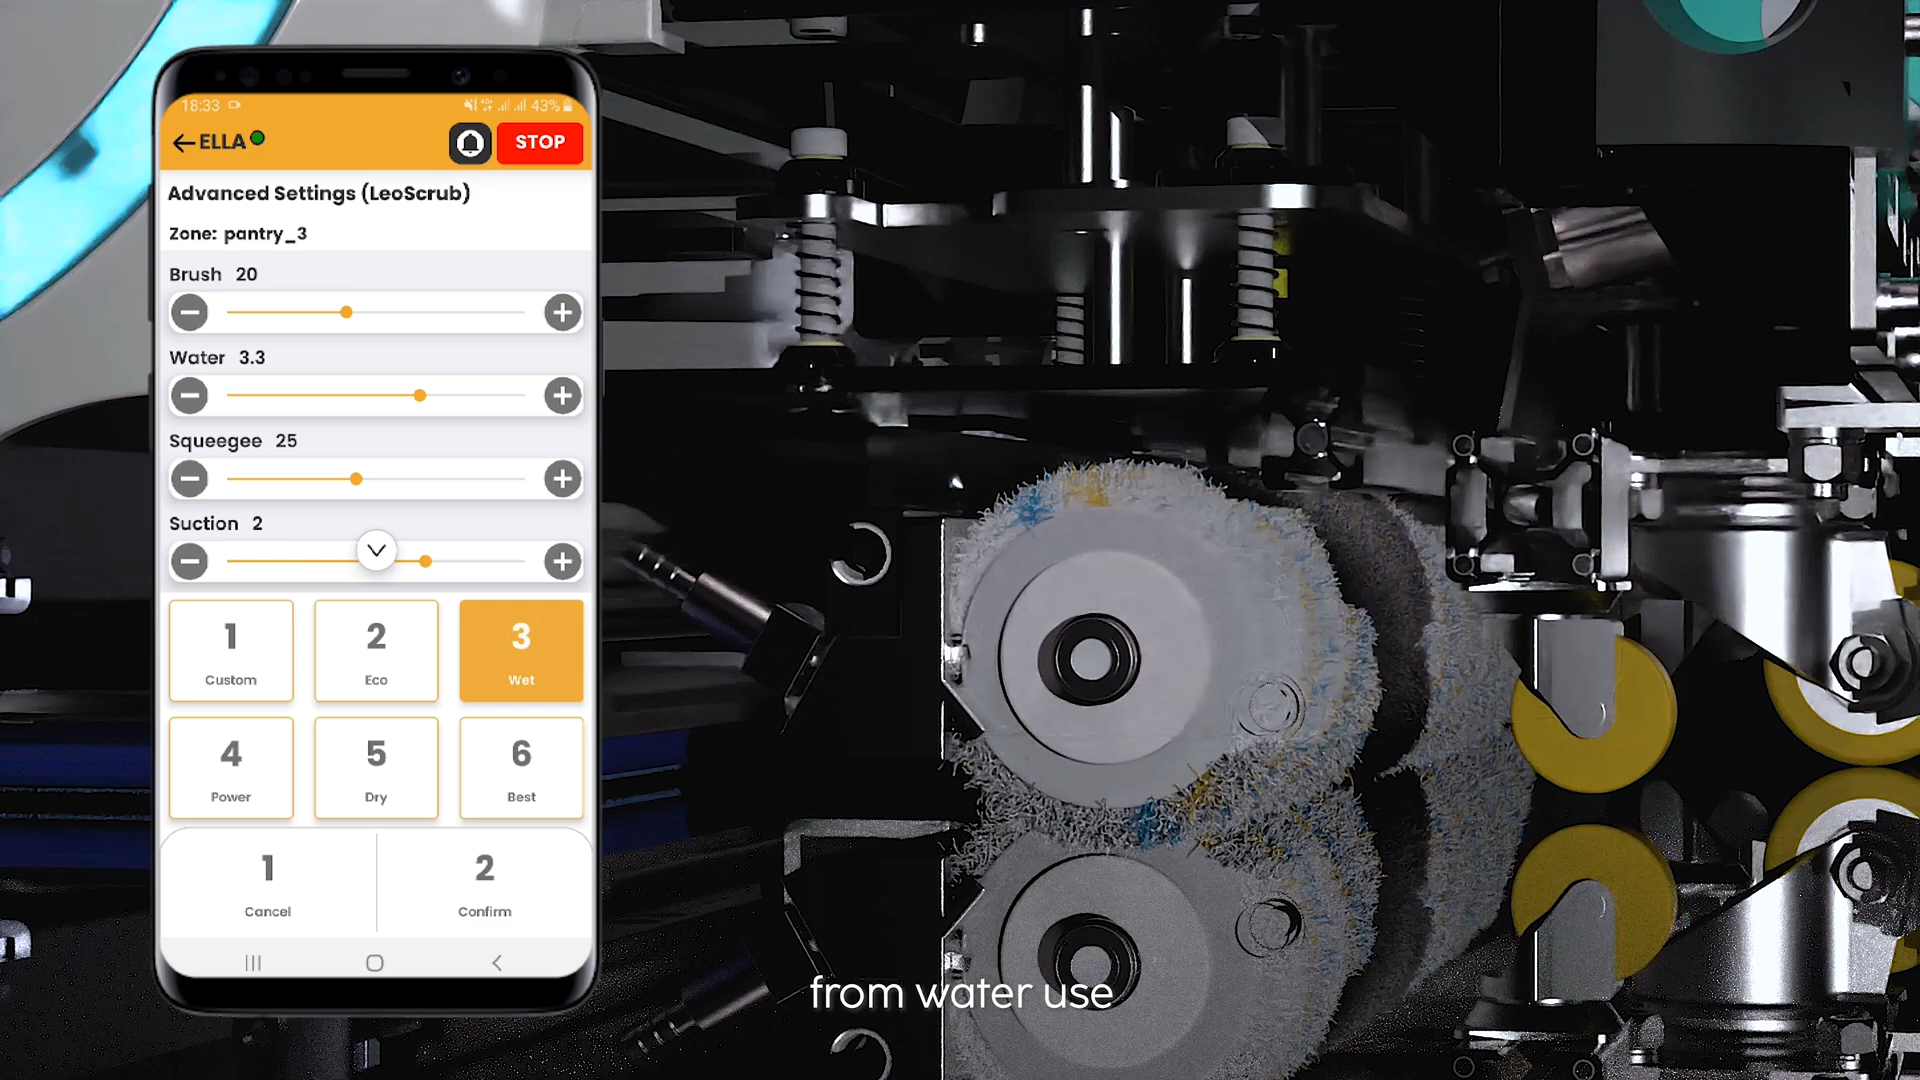 18:33 43%
ELLA STOP
Advanced Settings (LeoScrub)
Zone: pantry_3
Brush 20
Water 3.3
Squeegee 25
Suction 2
1 2 3
Custom Eco Wet
4 5 6
Power Dry Best
1 2
Cancel Confirm
from water use